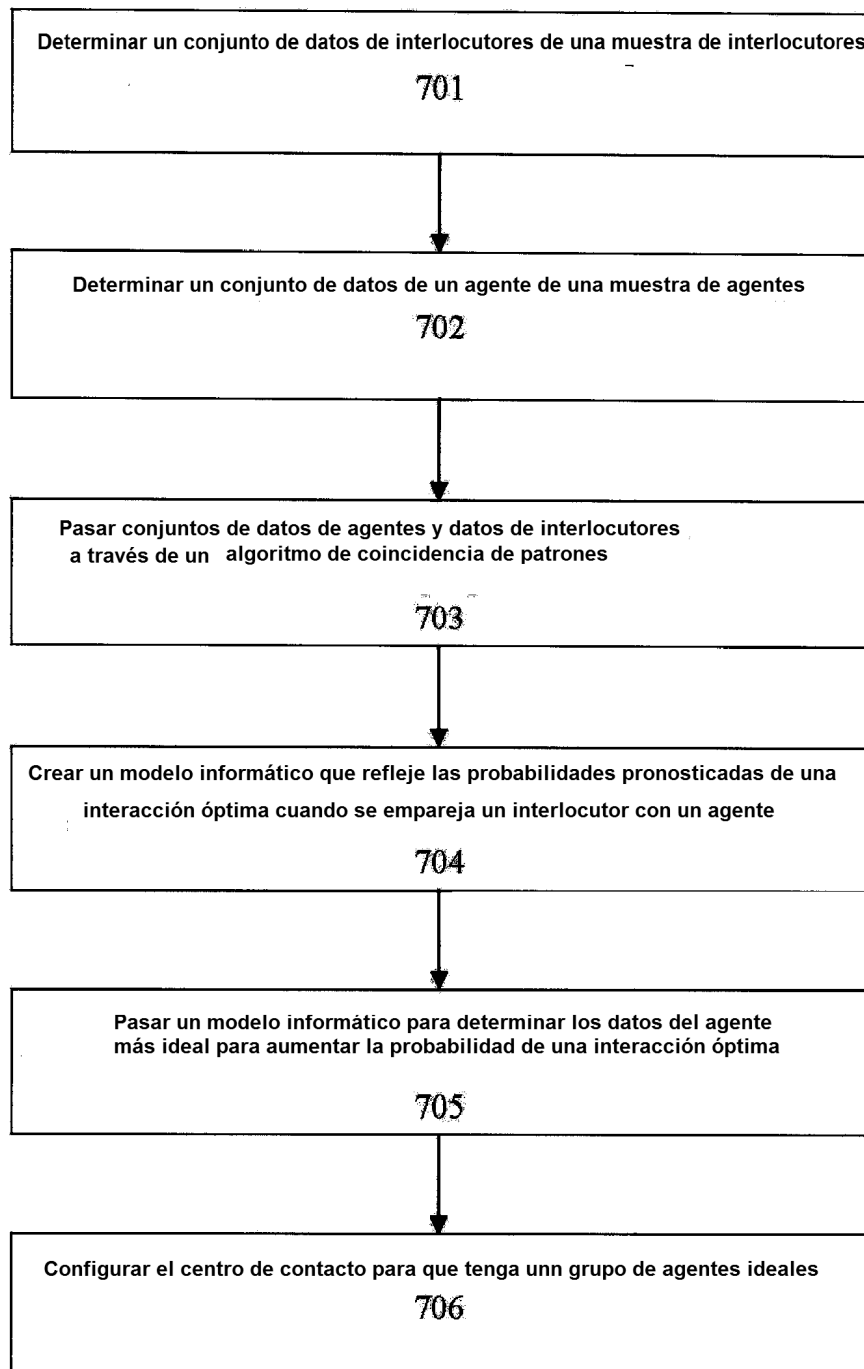 Determinar un conjunto de datos de interlocutores de una muestra de interlocutores
701
Determinar un conjunto de datos de un agente de una muestra de agentes
702
Pasar conjuntos de datos de agentes y datos de interlocutores
a través de un algoritmo de coincidencia de patrones
703
Crear un modelo informático que refleje las probabilidades pronosticadas de una
interacción óptima cuando se empareja un interlocutor con un agente
704
Pasar un modelo informático para determinar los datos del agente
más ideal para aumentar la probabilidad de una interacción óptima
705
Configurar el centro de contacto para que tenga unn grupo de agentes ideales
706